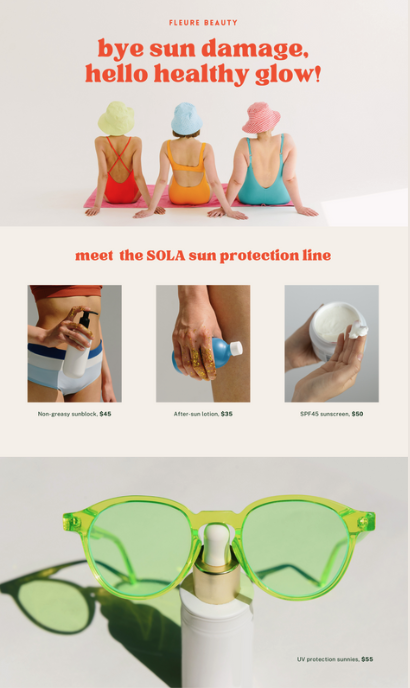 FLEURE BEAUTY
bye sun damage,
hello healthy glow!
meet the SOLA sun protection line
Non-greasy sunblock, $45
After-sun lotion, $35
SPF45 sunscreen, $50
UV protection sunnies, $55